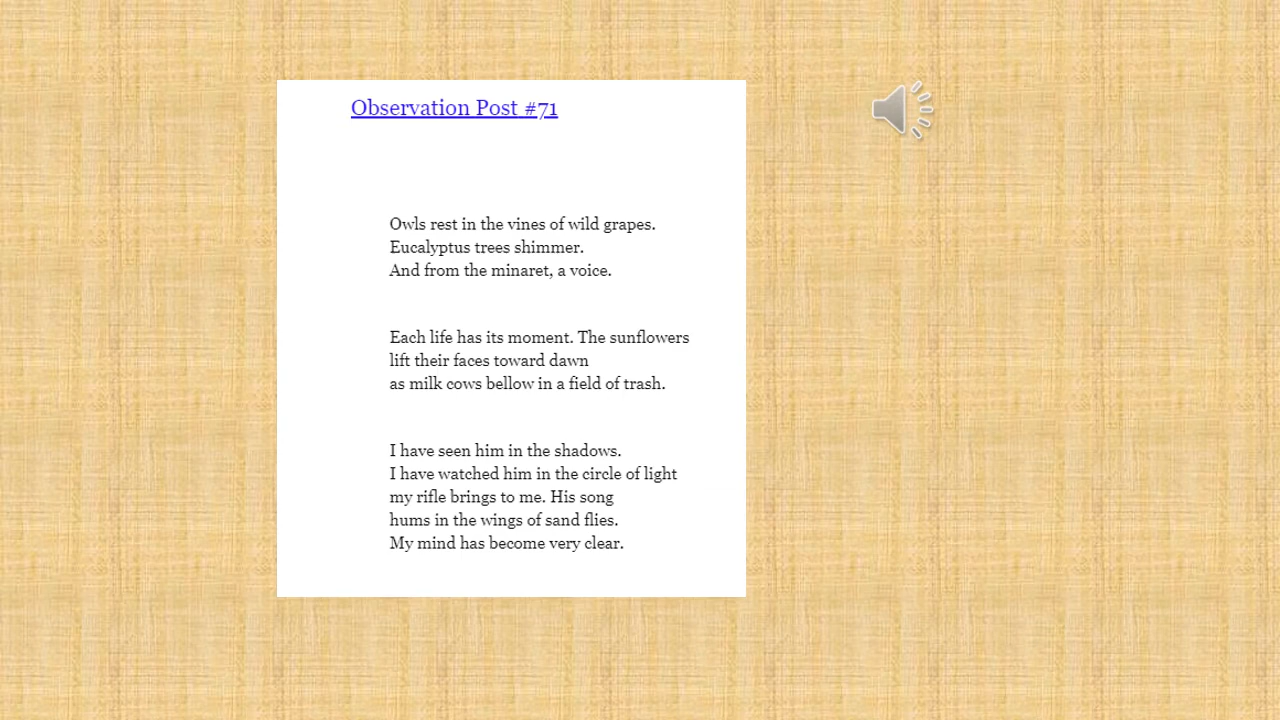 Observation Post #71
Owls rest in the vines of wild grapes.
Eucalyptus trees shimmer.
And from the minaret, a voice.
Each life has its moment. The sunflowers
lift their faces toward dawn
as milk cows bellow in a field of trash.
I have seen him in the shadows.
I have watched him in the circle of light
my rifle brings to me. His song
hums in the wings of sand flies.
My mind has become very clear.